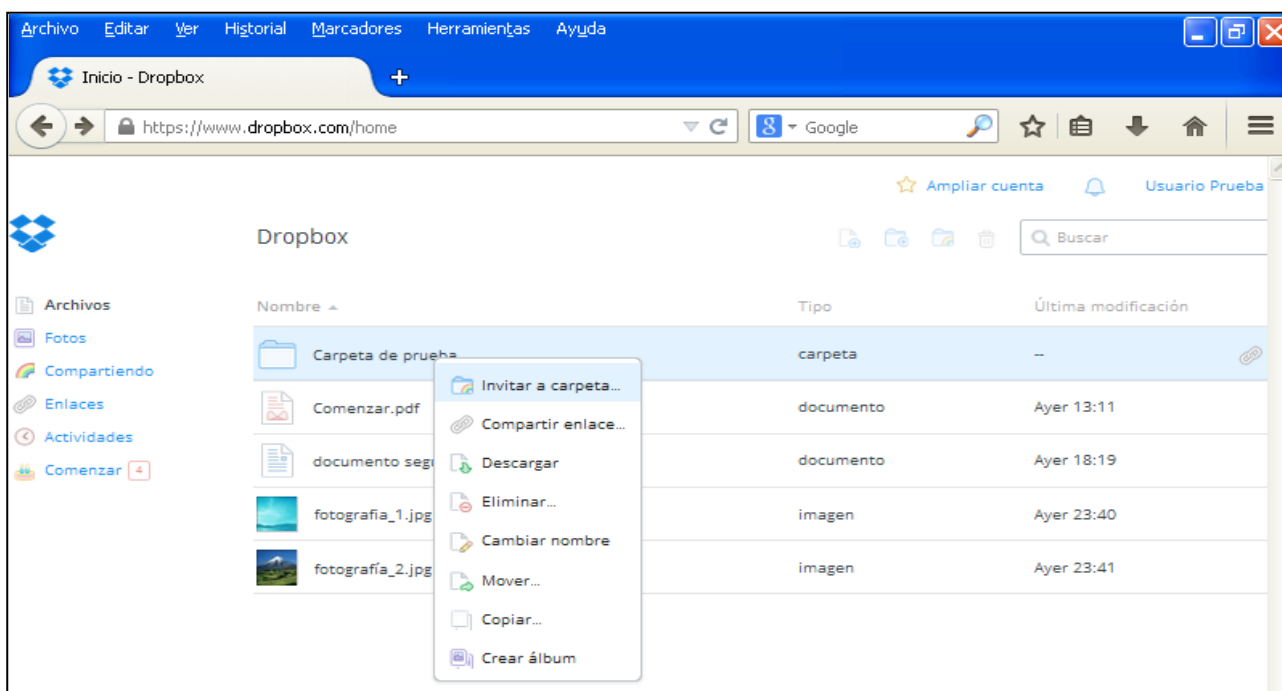 Archivo Editar Ver Historial Marcadores Herramientas Ayuda
Inicio - Dropbox
https://www.dropbox.com/home
8 Google
Ampliar cuenta Usuario Prueba
Dropbox Buscar
Archivos
Fotos
Compartiendo
Enlaces
Actividades
Comenzar 4
Nombre Tipo Última modificación
Carpeta de prueba carpeta --
Comenzar.pdf documento Ayer 13:11
documento documento Ayer 18:19
fotografia_1.jpg imagen Ayer 23:40
fotografía_2.jpg imagen Ayer 23:41
Invitar a carpeta...
Compartir enlace...
Descargar
Eliminar...
Cambiar nombre
Mover...
Copiar...
Crear álbum